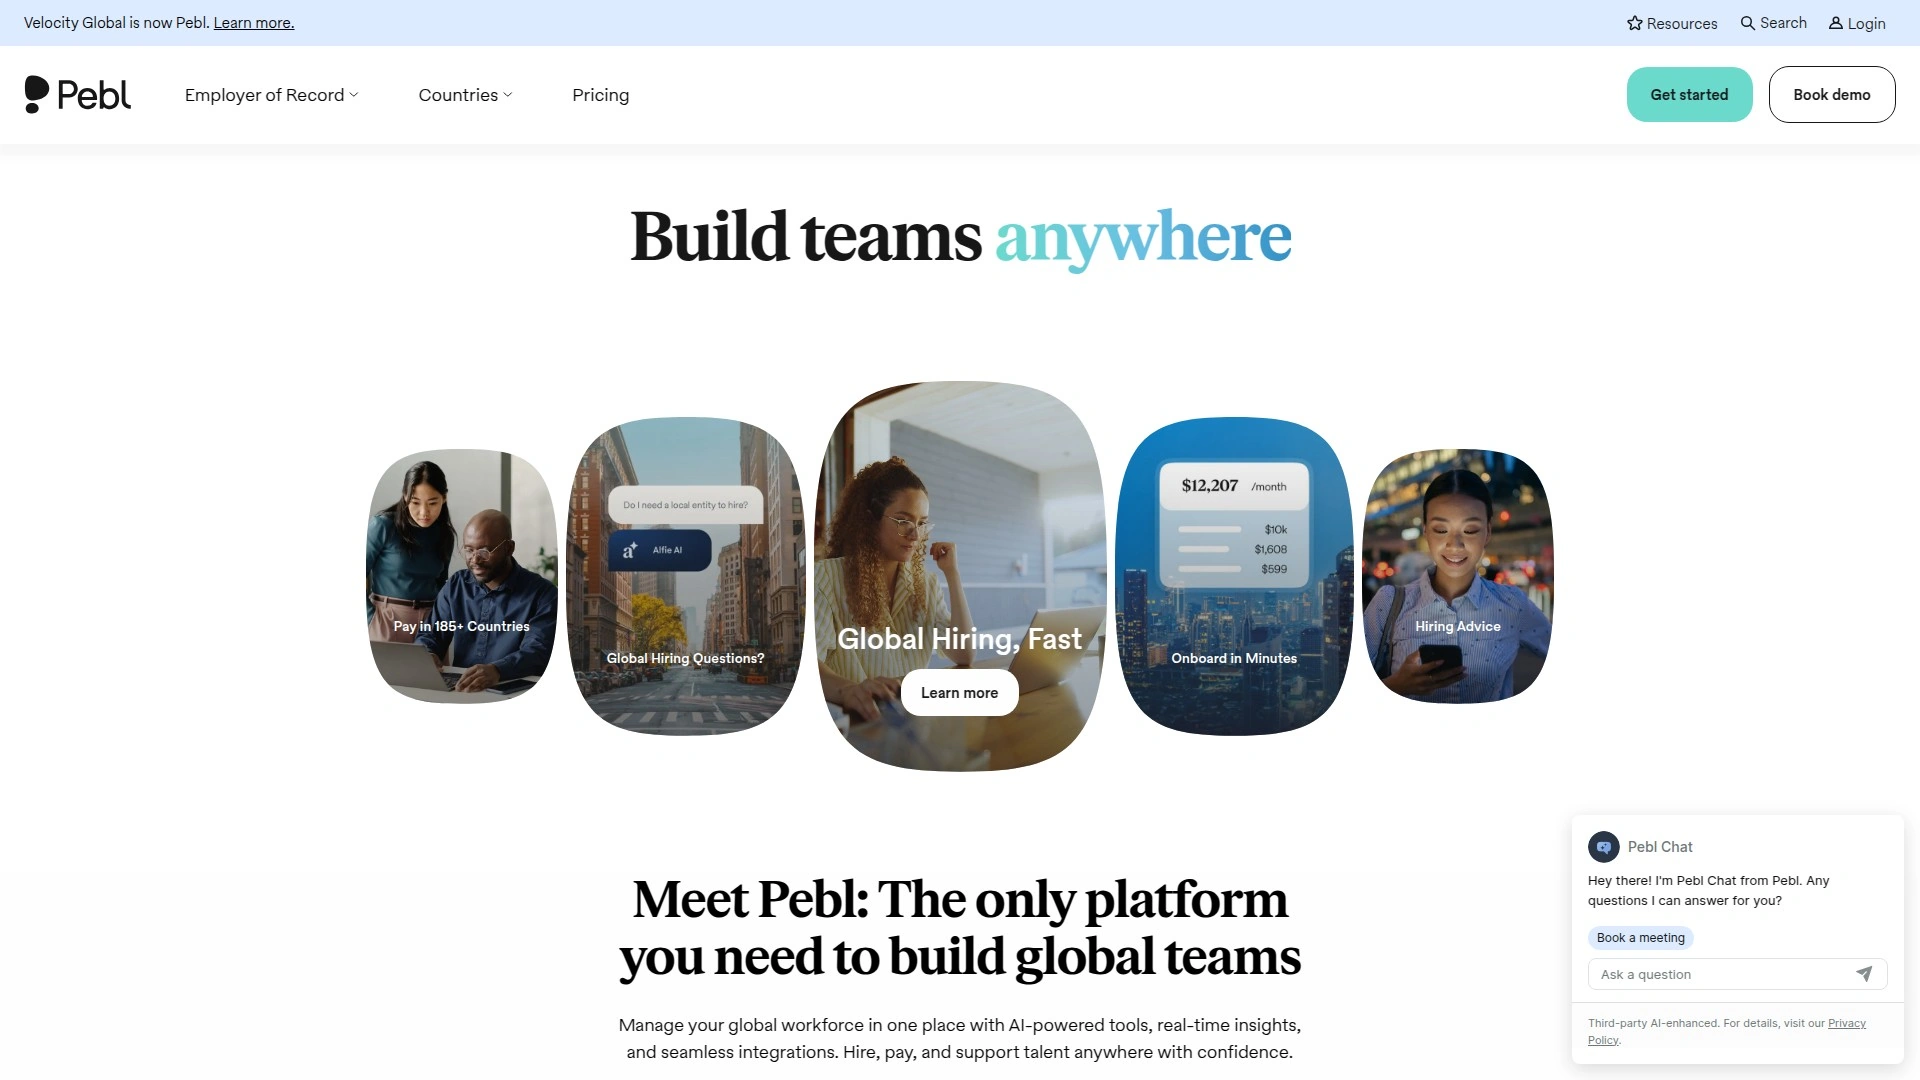 Velocity Global is now Pebl. Learn more.
Resources
Search
Login
Pebl
Employer of Record
Countries
Pricing
Get started
Book demo
Build teams anywhere
Pay in 185+ Countries
Do I need a local entity to hire?
a
Alfie AI
Global Hiring Questions?
Global Hiring, Fast
Learn more
$12,207 /month
$10k
$1,608
$599
Onboard in Minutes
Hiring Advice
Meet Pebl: The only platform
you need to build global teams
Manage your global workforce in one place with AI-powered tools, real-time insights,
and seamless integrations. Hire, pay, and support talent anywhere with confidence.
Pebl Chat
Hey there! I'm Pebl Chat from Pebl. Any
questions I can answer for you?
Book a meeting
Ask a question
Third-party AI-enhanced. For details, visit our Privacy
Policy.